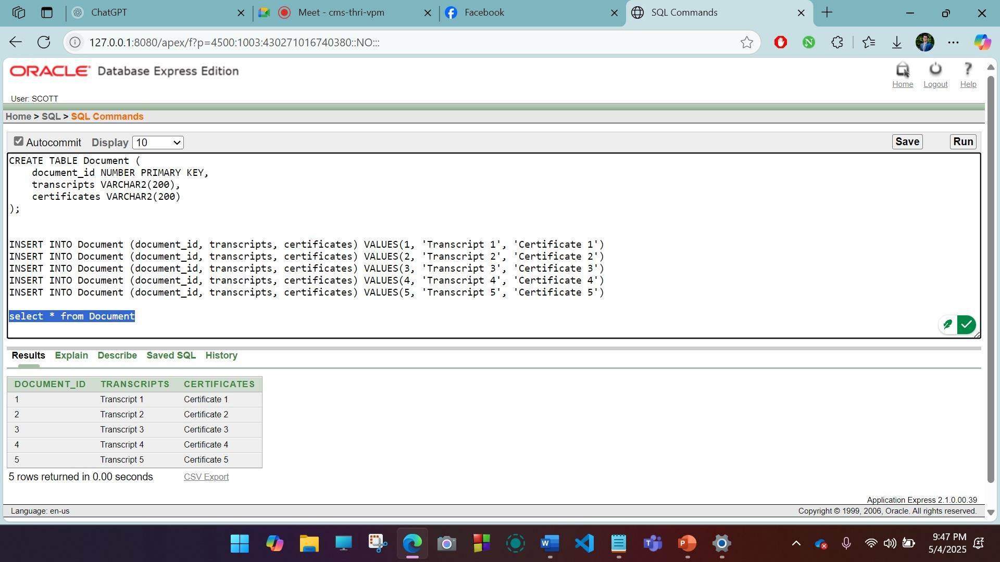 ChatGPT
Meet - cms-thri-vpm
Facebook
SQL Commands
127.0.0.1:8080/apex/f?p=4500:1003:430271016740380::NO:::
ORACLE Database Express Edition
Home Logout Help
User: SCOTT
Home > SQL > SQL Commands
Autocommit Display 10 Save Run
CREATE TABLE Document (
    document_id NUMBER PRIMARY KEY,
    transcripts VARCHAR2(200),
    certificates VARCHAR2(200)
);
INSERT INTO Document (document_id, transcripts, certificates) VALUES(1, 'Transcript 1', 'Certificate 1')
INSERT INTO Document (document_id, transcripts, certificates) VALUES(2, 'Transcript 2', 'Certificate 2')
INSERT INTO Document (document_id, transcripts, certificates) VALUES(3, 'Transcript 3', 'Certificate 3')
INSERT INTO Document (document_id, transcripts, certificates) VALUES(4, 'Transcript 4', 'Certificate 4')
INSERT INTO Document (document_id, transcripts, certificates) VALUES(5, 'Transcript 5', 'Certificate 5')
select * from Document
Results Explain Describe Saved SQL History
DOCUMENT_ID TRANSCRIPTS CERTIFICATES
1 Transcript 1 Certificate 1
2 Transcript 2 Certificate 2
3 Transcript 3 Certificate 3
4 Transcript 4 Certificate 4
5 Transcript 5 Certificate 5
5 rows returned in 0.00 seconds CSV Export
Application Express 2.1.0.00.39
Language: en-us Copyright © 1999, 2006, Oracle. All rights reserved.
9:47 PM
5/4/2025